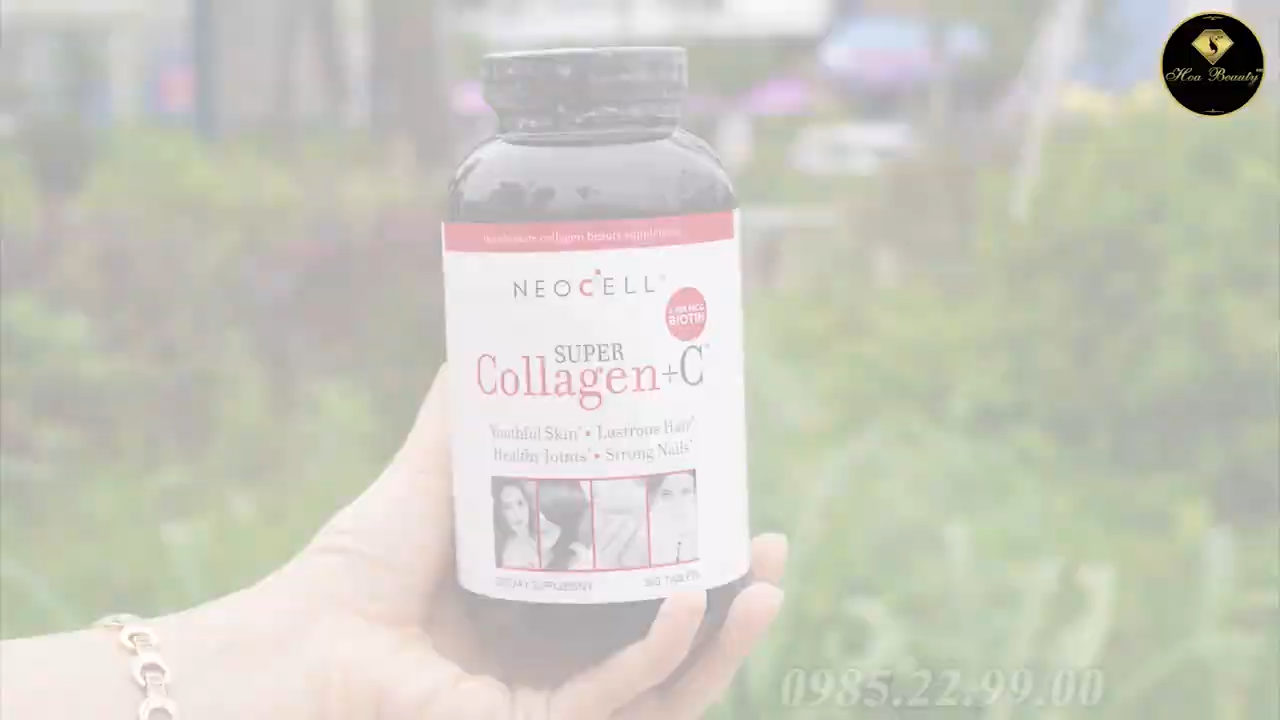 Hoa Beauty
NEOCELL
BIOTIN
SUPER
Collagen+C
Youthful Skin* • Lustrous Hair*
Healthy Joints* • Strong Nails*
DIETARY SUPPLEMENT
TABLETS
0985.22.99.00